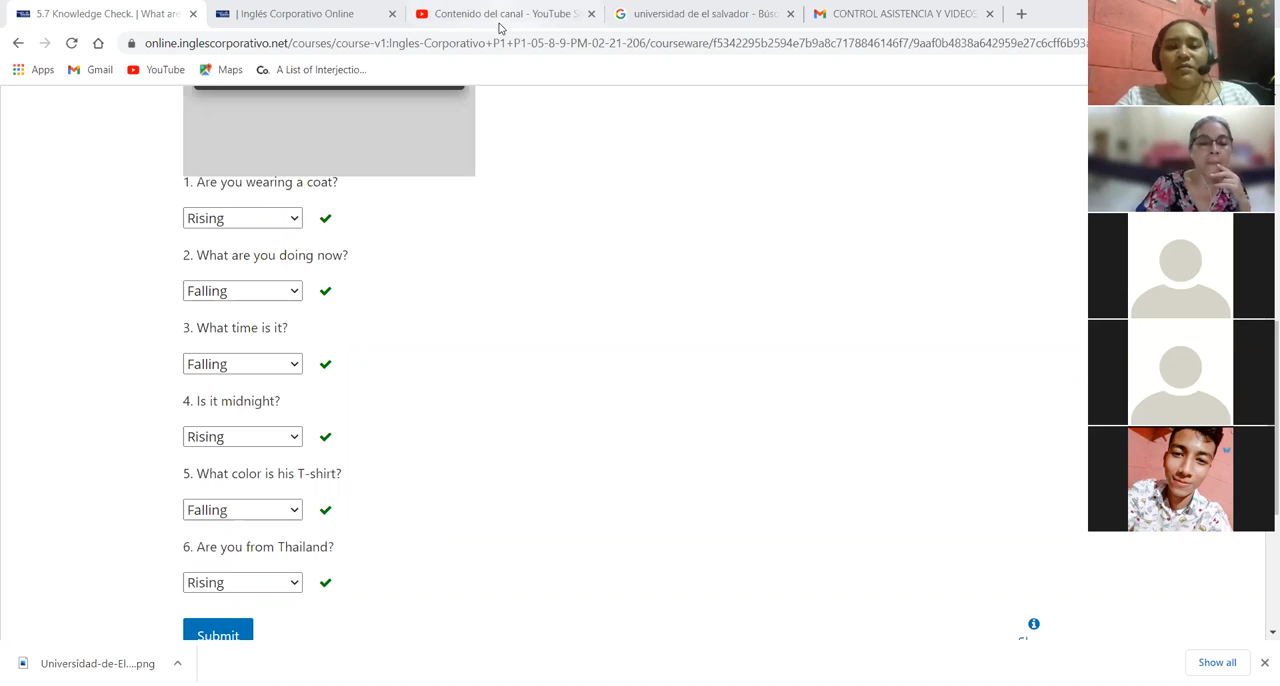 5.7 Knowledge Check. | What are
| Inglés Corporativo Online
Contenido del canal - YouTube S
universidad de el salvador - Búsc
CONTROL ASISTENCIA Y VIDEOS
online.inglescorporativo.net/courses/course-v1:Ingles-Corporativo+P1+P1-05-8-9-PM-02-21-206/courseware/f5342295b2594e7b9a8c7178846146f7/9aaf0b4838a642959e27c6cff6b93a
Apps
Gmail
YouTube
Maps
Co.
A List of Interjectio...
1. Are you wearing a coat?
Rising
2. What are you doing now?
Falling
3. What time is it?
Falling
4. Is it midnight?
Rising
5. What color is his T-shirt?
Falling
6. Are you from Thailand?
Rising
Submit
Universidad-de-El....png
Show all